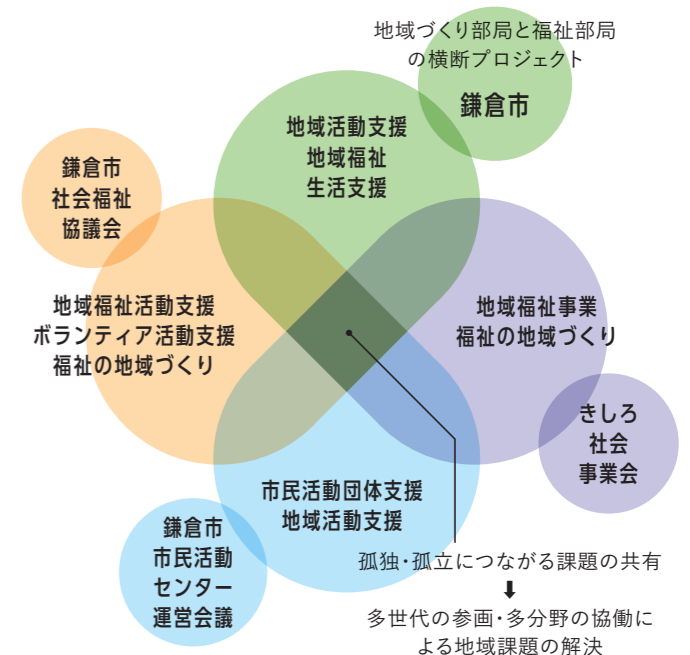 地域づくり部局と福祉部局
の横断プロジェクト
鎌倉市
地域活動支援
地域福祉
生活支援
鎌倉市
社会福祉
協議会
地域福祉活動支援
ボランティア活動支援
福祉の地域づくり
地域福祉事業
福祉の地域づくり
きしろ
社会
事業会
市民活動団体支援
地域活動支援
鎌倉市
市民活動
センター
運営会議
孤独・孤立につながる課題の共有
⬇
多世代の参画・多分野の協働に
よる地域課題の解決